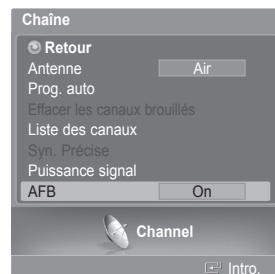 Chaîne
Retour
Antenne Air
Prog. auto
Effacer les canaux brouillés
Liste des canaux
Syn. Précise
Puissance signal
AFB On
Channel
Intro.